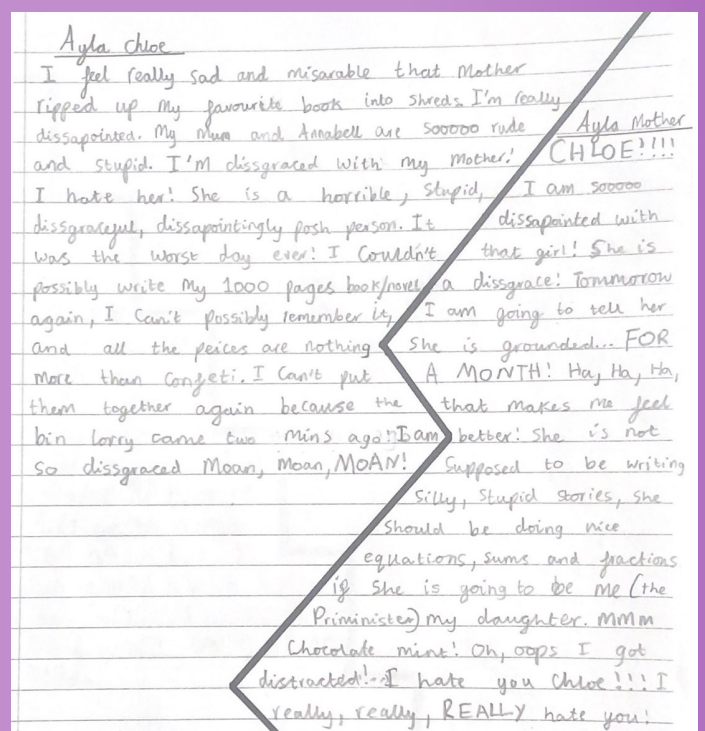 Ayla Chloe
I feel really sad and misarable that Mother
ripped up my favourite book into shreds. I'm really
dissapointed. My Mum and Annabell are sooooo rude
and stupid. I'M dissgraced with my Mother!
I hate her! She is a horrible, stupid,
dissgraceful, dissapointingly posh person. It
was the worst day ever! I Couldn't
possibly write my 1000 pages book/novel
again, I Can't possibly remember it,
and all the peices are nothing
more than Confeti. I Can't put
them together again because the
bin lorry came two mins ago! I am
So dissgraced Moan, Moan, MOAN!
Ayla Mother
CHLOE?!!!
I am sooooo
dissapointed with
that girl! She is
a dissgrace! Tommorow
I am going to tell her
She is grounded... FOR
A MONTH! Ha, Ha, Ha,
that makes me feel
better! She is not
Supposed to be writing
Silly, Stupid stories, she
should be doing nice
equations, sums and fractions
if she is going to be me (the
Priminister) my daughter. MMM
Chocolate mint! Oh, oops I got
distracted!.. I hate you Chloe!!! I
really, really, REALLY hate you!